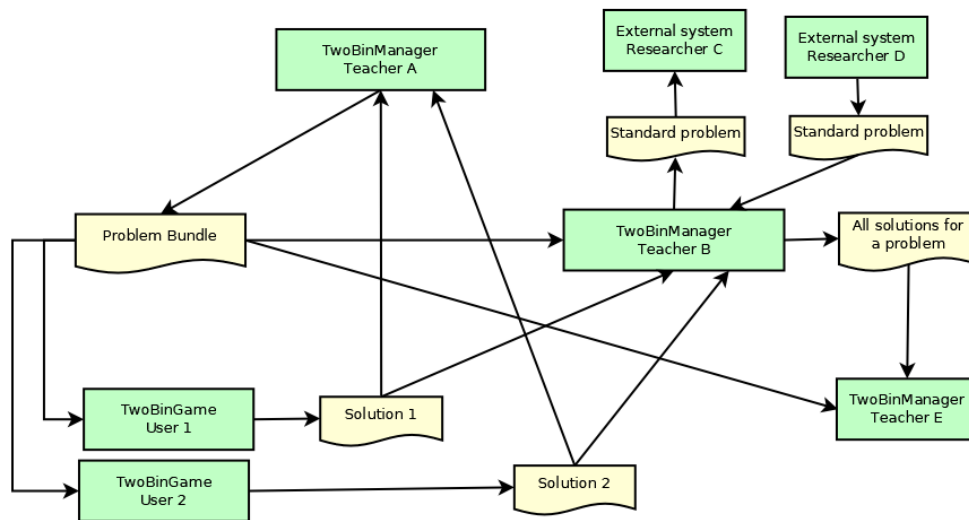 TwoBinManager
Teacher A
External system
Researcher C
External system
Researcher D
Standard problem
Standard problem
Problem Bundle
TwoBinManager
Teacher B
All solutions for
a problem
TwoBinGame
User 1
Solution 1
TwoBinManager
Teacher E
TwoBinGame
User 2
Solution 2